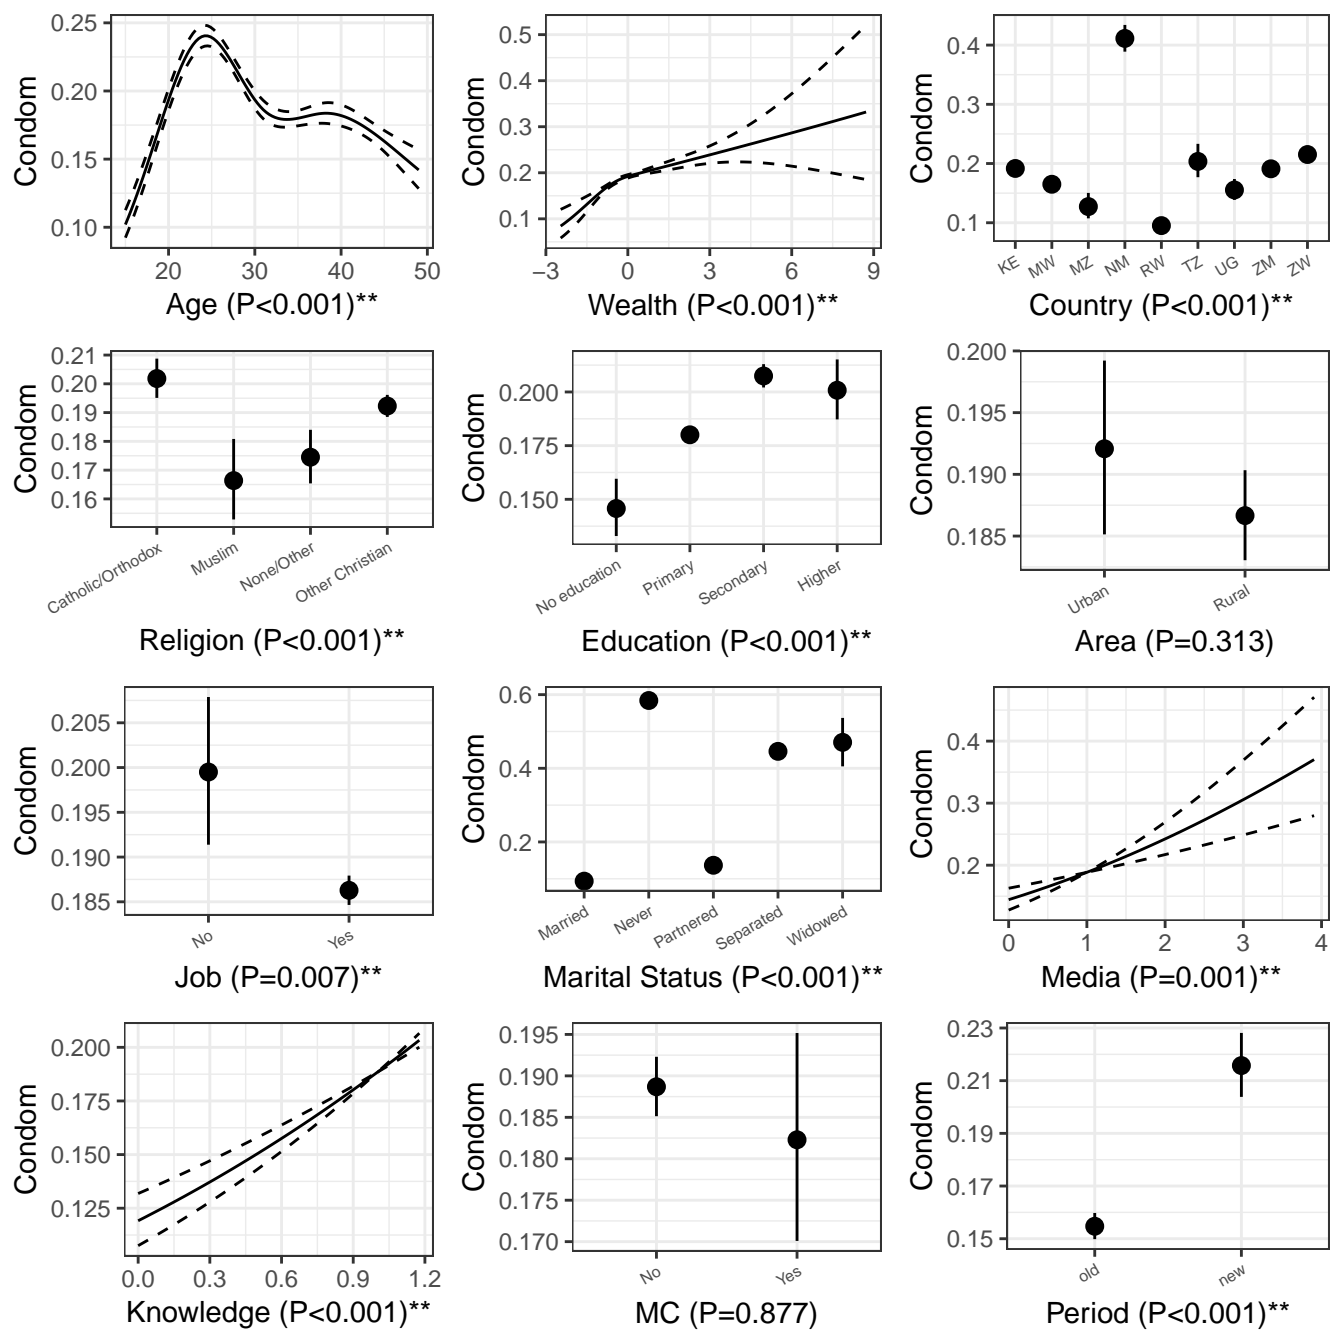 Condom
0.25
0.20
0.15
0.10
20 30 40 50
Age (P<0.001)**
Condom
0.5
0.4
0.3
0.2
0.1
−3 0 3 6 9
Wealth (P<0.001)**
Condom
0.4
0.3
0.2
0.1
KE MW MZ NM RW TZ UG ZM ZW
Country (P<0.001)**
Condom
0.21
0.20
0.19
0.18
0.17
0.16
Catholic/Orthodox Muslim None/Other Other Christian
Religion (P<0.001)**
Condom
0.200
0.175
0.150
No education Primary Secondary Higher
Education (P<0.001)**
Condom
0.200
0.195
0.190
0.185
Urban Rural
Area (P=0.313)
Condom
0.205
0.200
0.195
0.190
0.185
No Yes
Job (P=0.007)**
Condom
0.6
0.4
0.2
Married Never Partnered Separated Widowed
Marital Status (P<0.001)**
Condom
0.4
0.3
0.2
0 1 2 3 4
Media (P=0.001)**
Condom
0.200
0.175
0.150
0.125
0.0 0.3 0.6 0.9 1.2
Knowledge (P<0.001)**
Condom
0.195
0.190
0.185
0.180
0.175
0.170
No Yes
MC (P=0.877)
Condom
0.23
0.21
0.19
0.17
0.15
old new
Period (P<0.001)**